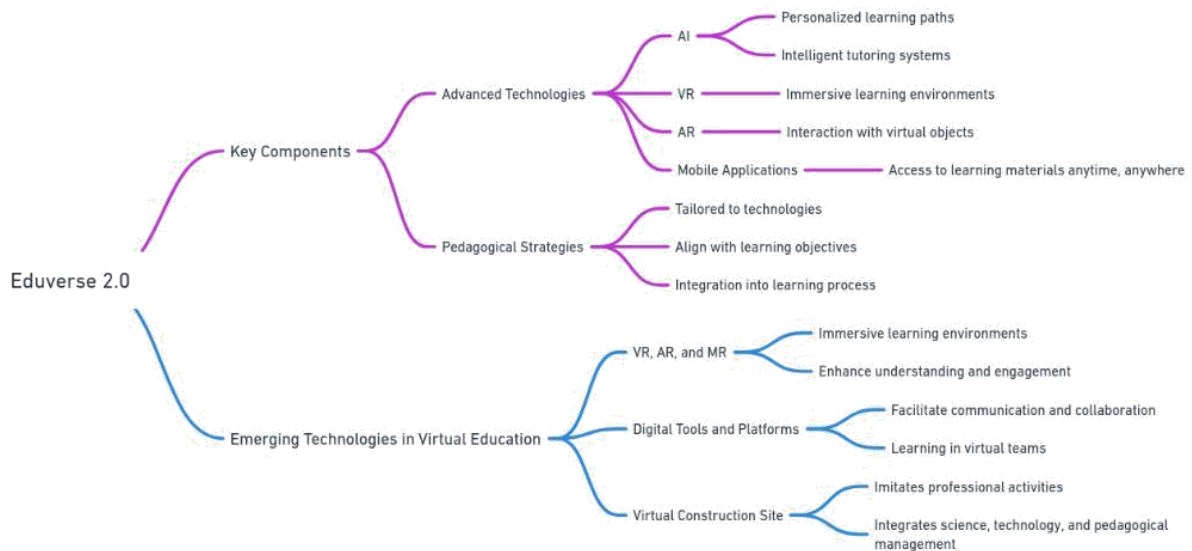 Eduverse 2.0
Key Components
Advanced Technologies
AI
Personalized learning paths
Intelligent tutoring systems
VR
Immersive learning environments
AR
Interaction with virtual objects
Mobile Applications
Access to learning materials anytime, anywhere
Pedagogical Strategies
Tailored to technologies
Align with learning objectives
Integration into learning process
Emerging Technologies in Virtual Education
VR, AR, and MR
Immersive learning environments
Enhance understanding and engagement
Digital Tools and Platforms
Facilitate communication and collaboration
Learning in virtual teams
Virtual Construction Site
Imitates professional activities
Integrates science, technology, and pedagogical
management